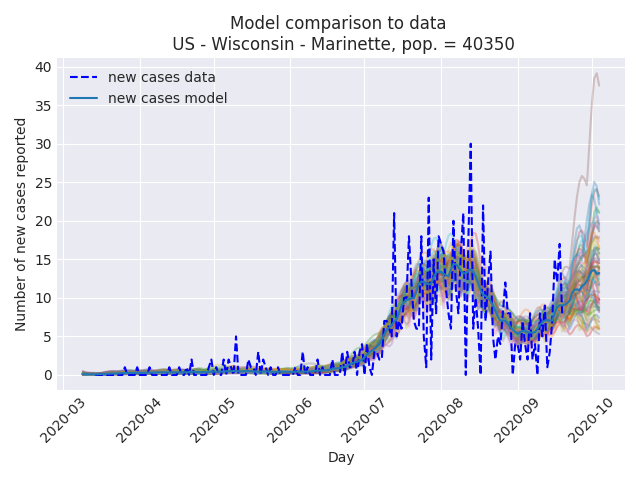 Model comparison to data
US - Wisconsin - Marinette, pop. = 40350
new cases data
new cases model
Number of new cases reported
40
35
30
25
20
15
10
5
0
2020-03
2020-04
2020-05
2020-06
2020-07
2020-08
2020-09
2020-10
Day